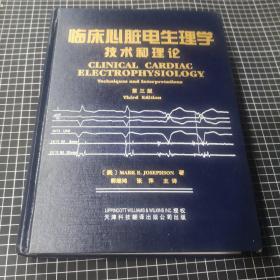 临床心脏电生理学
技术和理论
CLINICAL CARDIAC
ELECTROPHYSIOLOGY
Techniques and Interpretations
第三版
Third Edition
[美] MARK E. JOSEPHSON 著
郭继鸿 张萍 主译
LIPPINCOTT WILLIAMS & WILKINS INC.授权
天津科技翻译出版公司出版